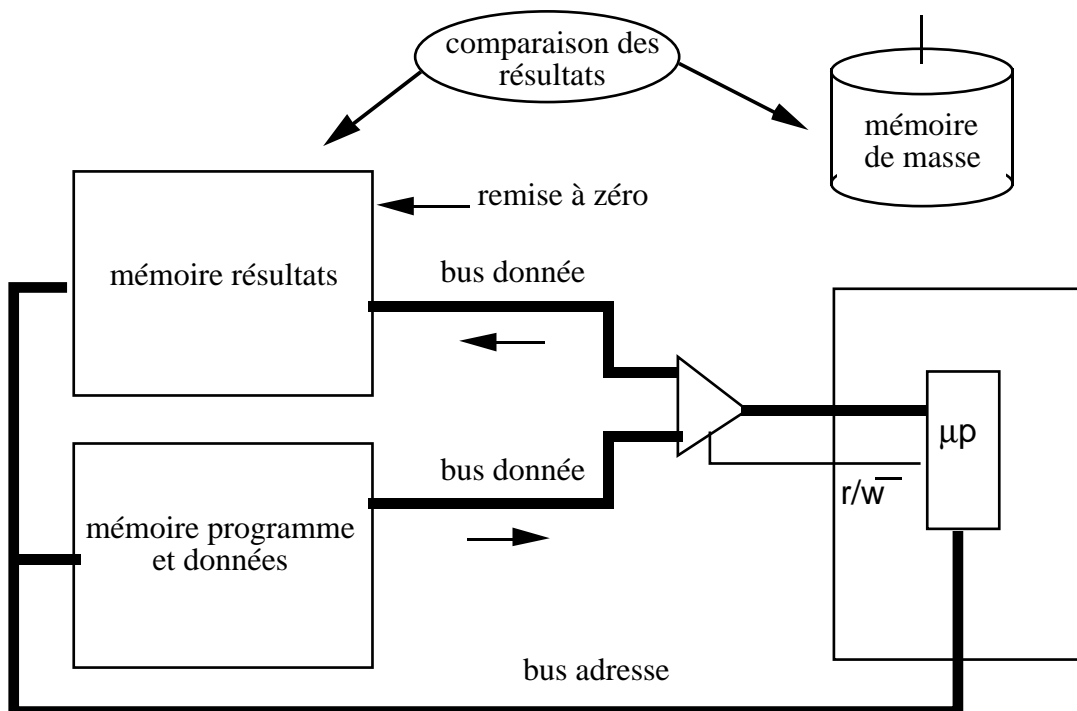 comparaison des
résultats
mémoire
de masse
remise à zéro
mémoire résultats
bus donnée
µp
bus donnée
r/w̅
mémoire programme
et données
bus adresse